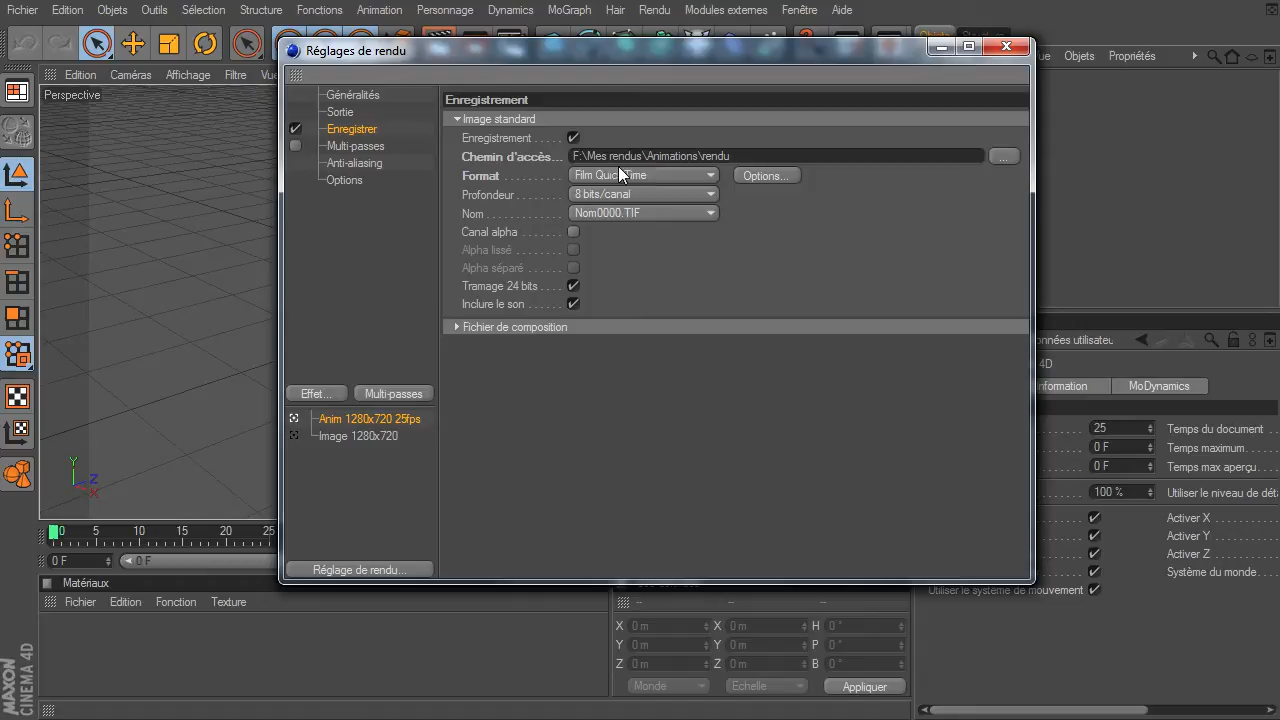 Fichier Edition Objets Outils Sélection Structure Fonctions Animation Personnage Dynamics MoGraph Hair Rendu Modules externes Fenêtre Aide
Réglages de rendu
Objets Propriétés
Edition Caméras Affichage Filtre
Perspective
Généralités
Sortie
Enregistrer
Multi-passes
Anti-aliasing
Options
Enregistrement
Image standard
Enregistrement
Chemin d'accès... F:\Mes rendus\Animations\rendu ...
Format Film QuickTime Options...
Profondeur 8 bits/canal
Nom Nom0000.TIF
Canal alpha
Alpha lissé
Alpha séparé
Tramage 24 bits
Inclure le son
Fichier de composition
Effet... Multi-passes
Anim 1280x720 25fps
Image 1280x720
Réglage de rendu...
4D
Information MoDynamics
25 Temps du document
0 F Temps maximum
0 F Temps max aperçu
100 % Utiliser le niveau de dét
Activer X
Activer Y
Activer Z
Système du monde
Utiliser le système de mouvement
0 5 10 15 20 25
0 F 0 F
Matériaux
Fichier Edition Fonction Texture
-- -- --
X 0 m X 0 m H 0 °
Y 0 m Y 0 m P 0 °
Z 0 m Z 0 m B 0 °
Monde Echelle Appliquer
Y
Z
X
MAXON
CINEMA 4D